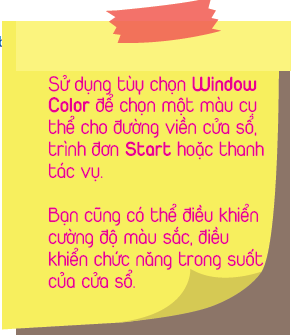 Sử dụng tùy chọn Window
Color để chọn một màu cụ
thể cho đường viền cửa sổ,
trình đơn Start hoặc thanh
tác vụ.
Bạn cũng có thể điều khiển
cường độ màu sắc, điều
khiển chức năng trong suốt
của cửa sổ.